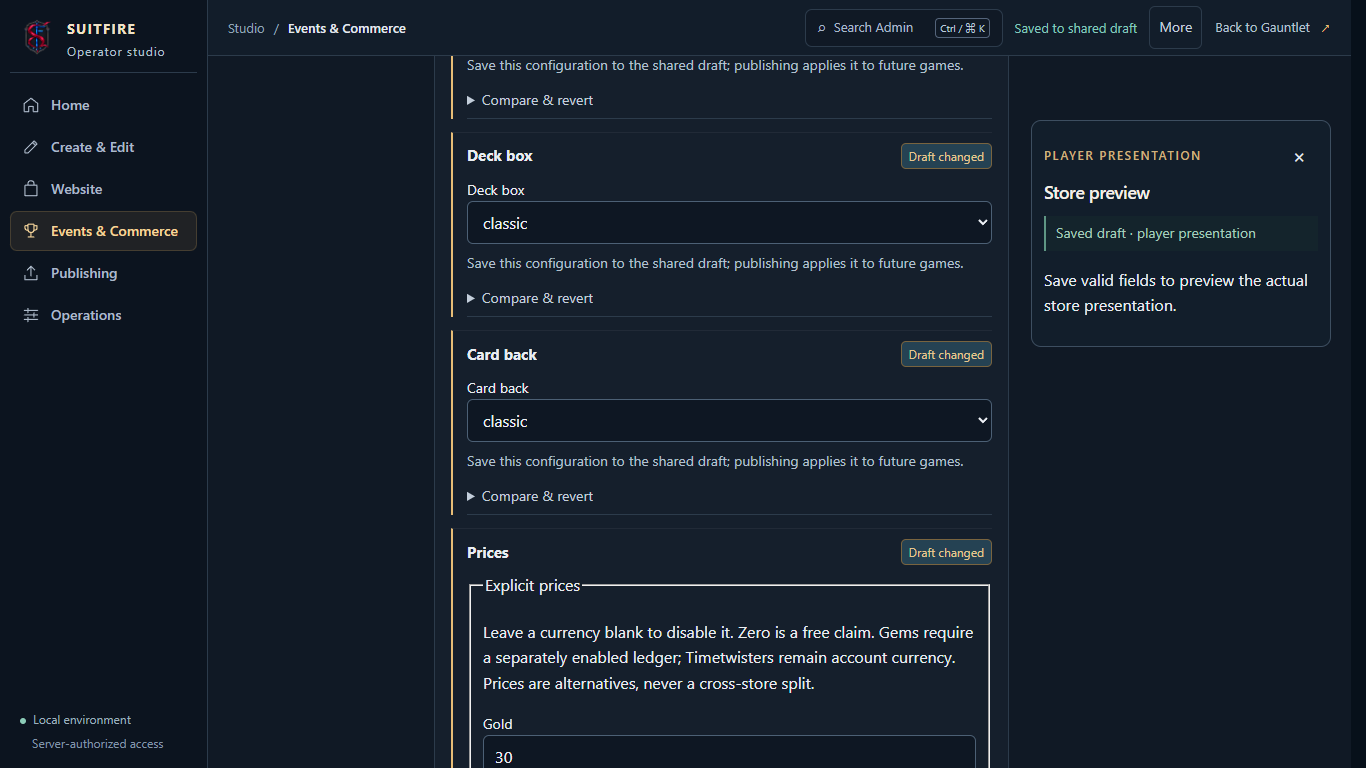 SUITFIRE
Operator studio
Home
Create & Edit
Website
Events & Commerce
Publishing
Operations
Local environment
Server-authorized access
Studio / Events & Commerce
Search Admin Ctrl / ⌘ K
Saved to shared draft
More
Back to Gauntlet ↗
Save this configuration to the shared draft; publishing applies it to future games.
▶ Compare & revert
Deck box Draft changed
Deck box
classic
Save this configuration to the shared draft; publishing applies it to future games.
▶ Compare & revert
Card back Draft changed
Card back
classic
Save this configuration to the shared draft; publishing applies it to future games.
▶ Compare & revert
Prices Draft changed
Explicit prices
Leave a currency blank to disable it. Zero is a free claim. Gems require
a separately enabled ledger; Timetwisters remain account currency.
Prices are alternatives, never a cross-store split.
Gold
30
PLAYER PRESENTATION ×
Store preview
Saved draft · player presentation
Save valid fields to preview the actual
store presentation.